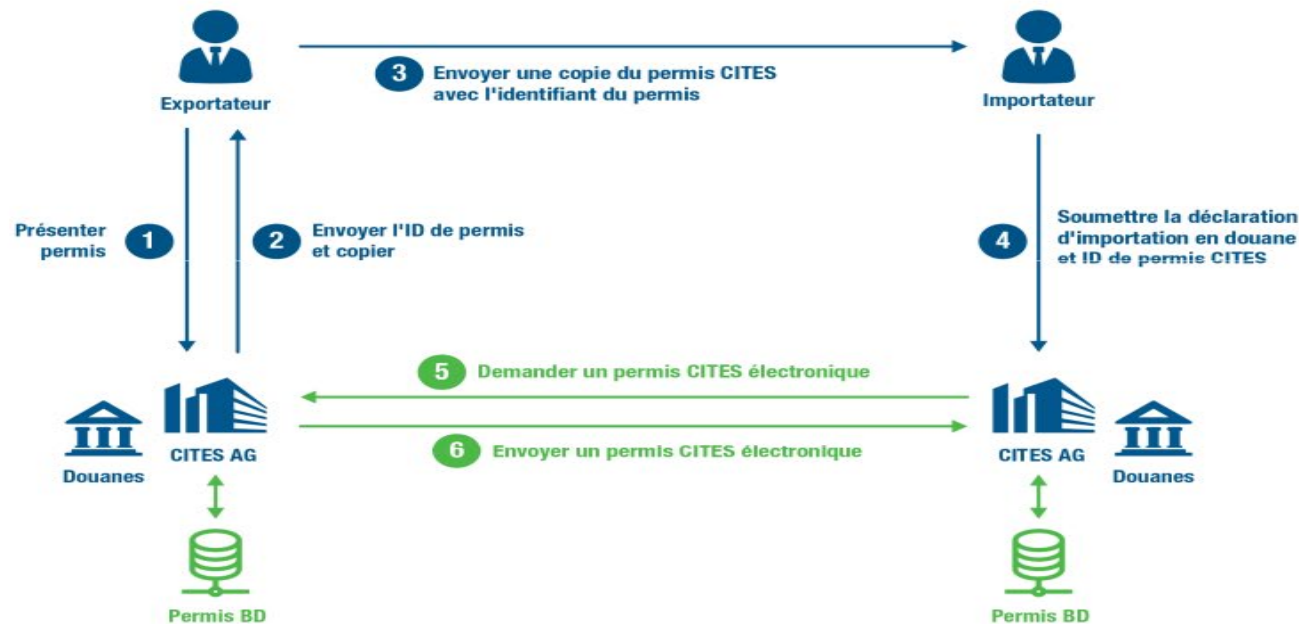 3
Envoyer une copie du permis CITES
avec l'identifiant du permis
Exportateur
Importateur
Présenter
permis
1
2
Envoyer l'ID de permis
et copier
4
Soumettre la déclaration
d'importation en douane
et ID de permis CITES
5
Demander un permis CITES électronique
6
Envoyer un permis CITES électronique
Douanes
CITES AG
CITES AG
Douanes
Permis BD
Permis BD